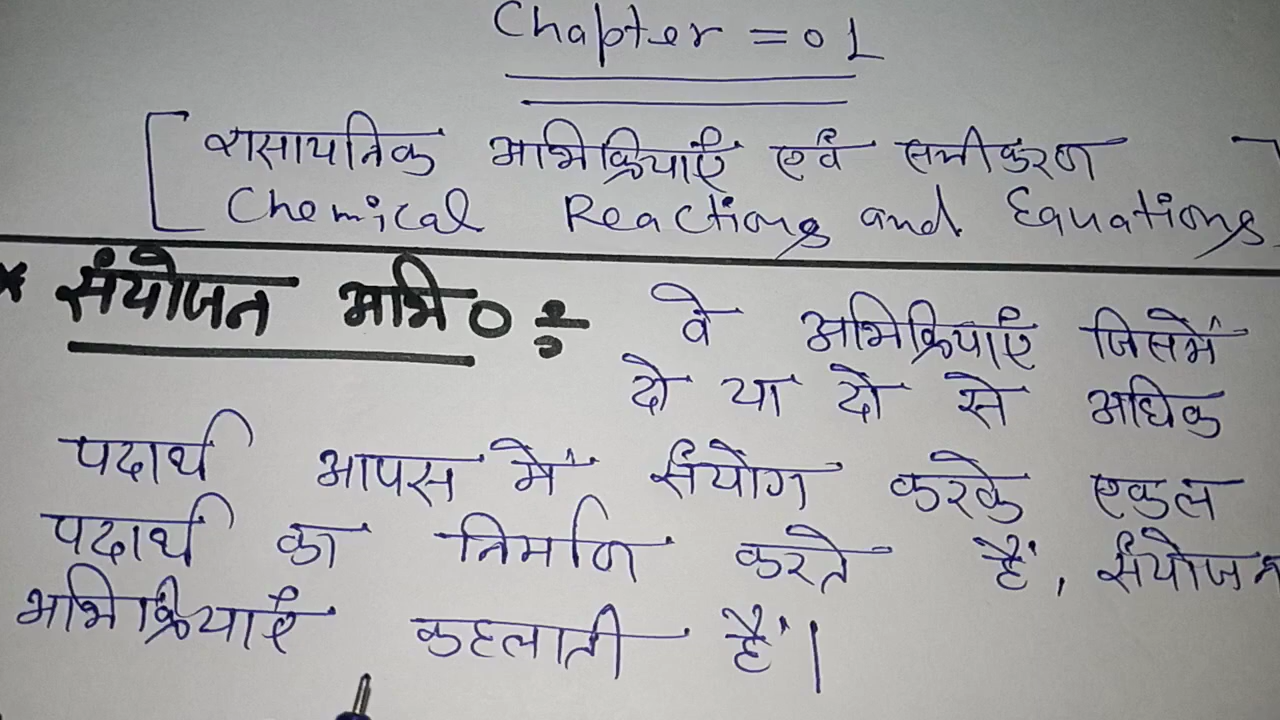 Chapter = 01
रासायनिक अभिक्रियाएँ एवं समीकरण
Chemical Reactions and Equations
* संयोजन अभि० ÷ वे अभिक्रियाएँ जिसमें
दो या दो से अधिक
पदार्थ आपस में संयोग करके एकल
पदार्थ का निर्माण करते हैं, संयोजन
अभिक्रियाएँ कहलाती हैं।